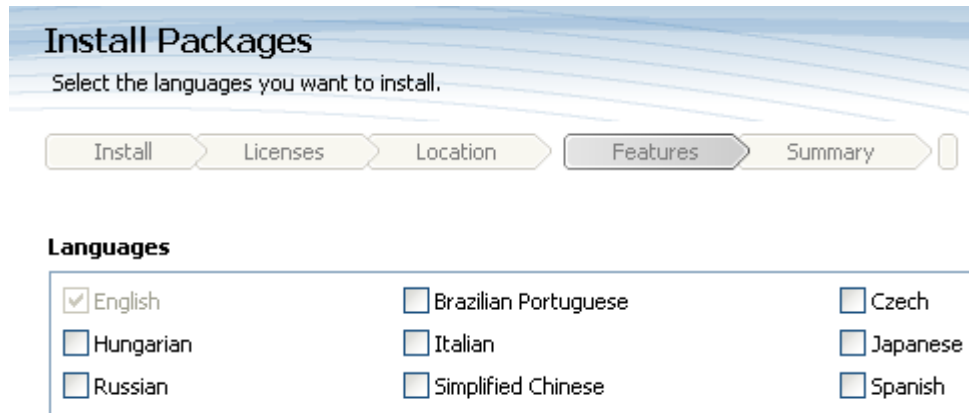 Install Packages
Select the languages you want to install.
Install Licenses Location Features Summary
Languages
English Brazilian Portuguese Czech
Hungarian Italian Japanese
Russian Simplified Chinese Spanish